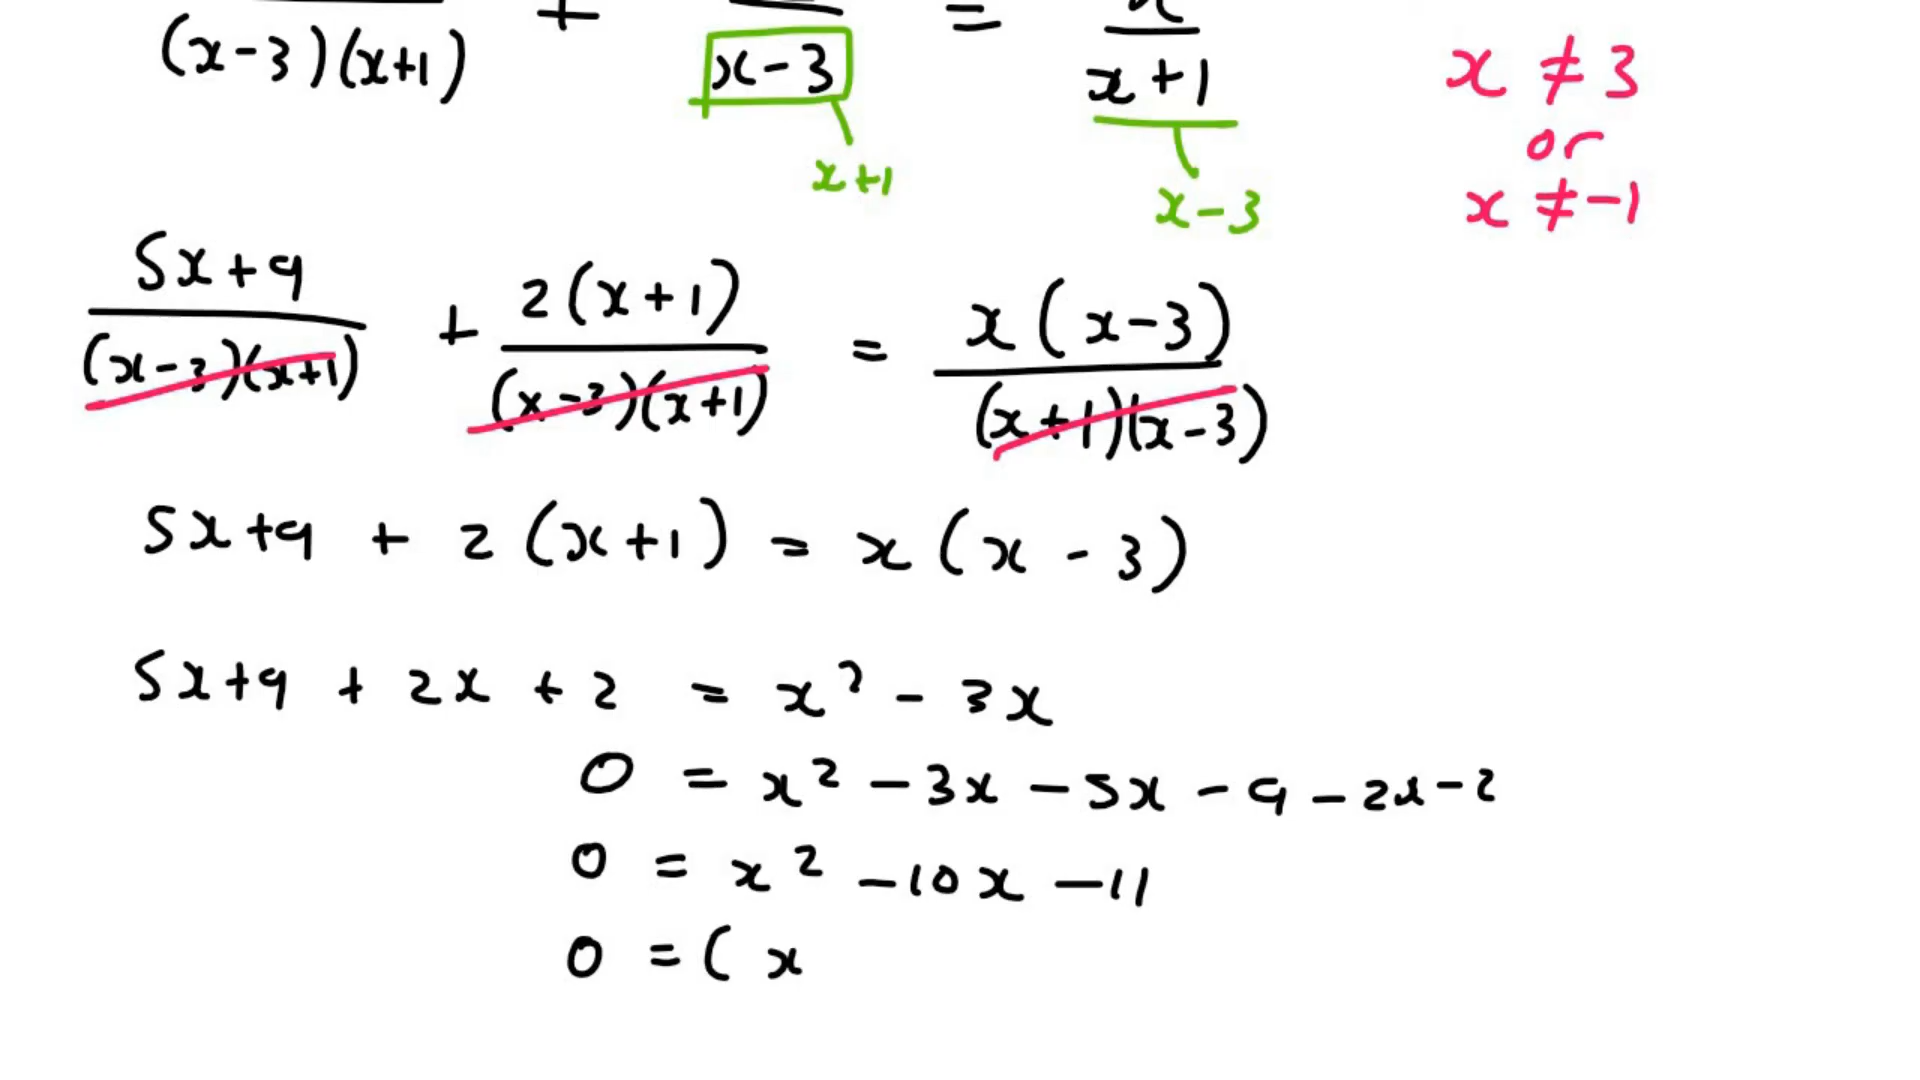 (x-3)(x+1) + x-3 = x/x+1
x ≠ 3
or
x ≠ -1
x+1
x-3
5x+9/(x-3)(x+1) + 2(x+1)/(x-3)(x+1) = x(x-3)/(x+1)(x-3)
5x+9 + 2(x+1) = x(x-3)
5x+9 + 2x + 2 = x² - 3x
0 = x² - 3x - 5x - 9 - 2x - 2
0 = x² - 10x - 11
0 = (x